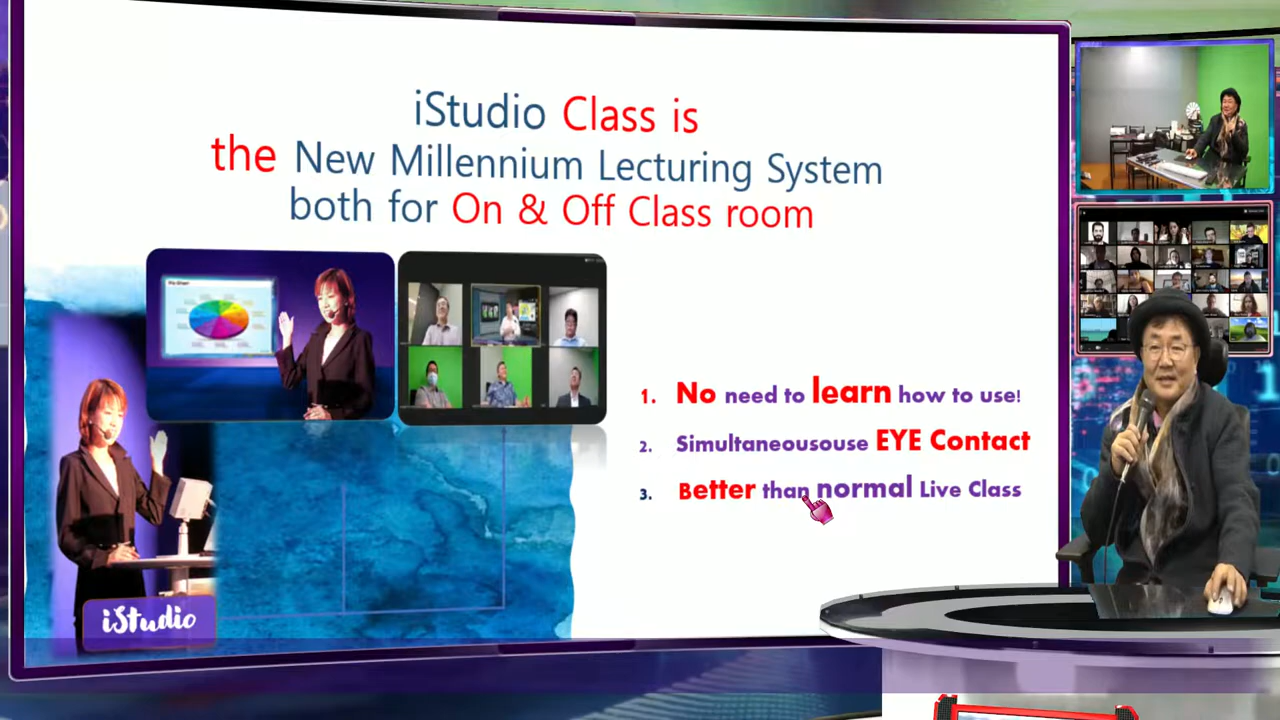 iStudio Class is
the New Millennium Lecturing System
both for On & Off Class room
1. No need to learn how to use!
2. Simultaneousouse EYE Contact
3. Better than normal Live Class
iStudio